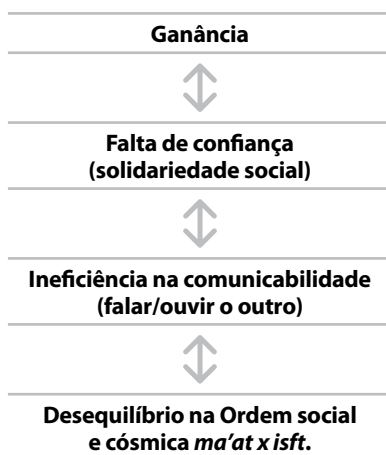 Ganância
Falta de confiança
(solidariedade social)
Ineficiência na comunicabilidade
(falar/ouvir o outro)
Desequilíbrio na Ordem social
e cósmica ma'at x isft.